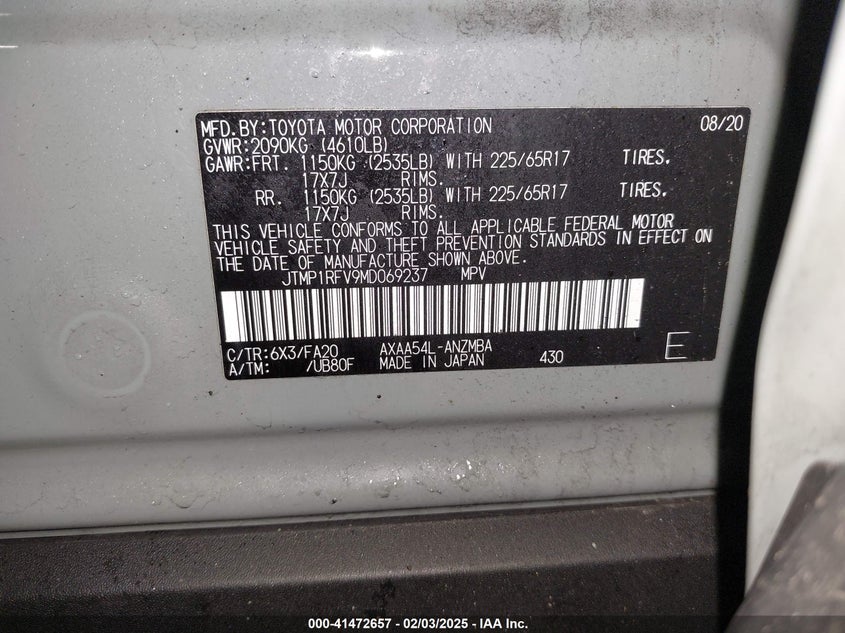 MFD.BY:TOYOTA MOTOR CORPORATION 08/20
GVWR:2090KG (4610LB)
GAWR:FRT. 1150KG (2535LB) WITH 225/65R17 TIRES.
17X7J RIMS.
RR. 1150KG (2535LB) WITH 225/65R17 TIRES.
17X7J RIMS.
THIS VEHICLE CONFORMS TO ALL APPLICABLE FEDERAL MOTOR
VEHICLE SAFETY AND THEFT PREVENTION STANDARDS IN EFFECT ON
THE DATE OF MANUFACTURE SHOWN ABOVE.
JTMP1RFV9MD069237 MPV
C/TR:6X3/FA20 AXAA54L-ANZMBA
A/TM: /UB80F MADE IN JAPAN 430 E
000-41472657 - 02/03/2025 - IAA Inc.